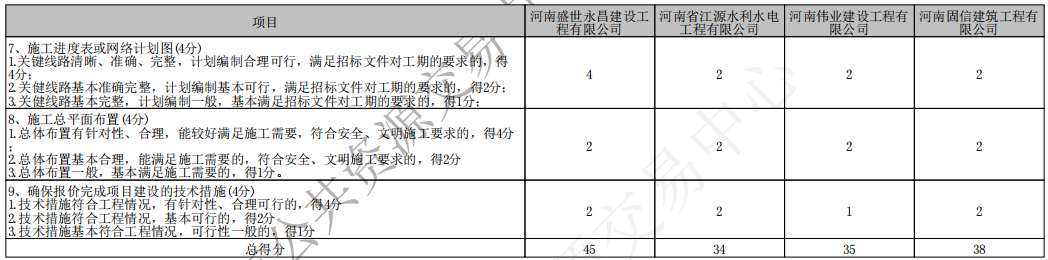 项目
河南盛世永昌建设工
程有限公司
河南省江源水利水电
工程有限公司
河南伟业建设工程有
限公司
河南固信建筑工程有
限公司
7、施工进度表或网络计划图(4分)
1.关键线路清晰、准确、完整，计划编制合理可行，满足招标文件对工期的要求的，得
4分；
2.关健线路基本准确完整，计划编制基本可行，满足招标文件对工期的要求的，得2分；
3.关健线路基本完整，计划编制一般，基本满足招标文件对工期的要求的，得1分；
4 2 2 2
8、施工总平面布置(4分)
1.总体布置有针对性、合理，能较好满足施工需要，符合安全、文明施工要求的，得4分
；
2.总体布置基本合理，能满足施工需要的，符合安全、文明施工要求的，得2分
3.总体布置一般，基本满足施工需要的，得1分。
2 2 2 2
9、确保报价完成项目建设的技术措施(4分)
1.技术措施符合工程情况，有针对性、合理可行的，得4分
2.技术措施符合工程情况，基本可行的，得2分
3.技术措施基本符合工程情况，可行性一般的，得1分
2 2 1 2
总得分 45 34 35 38
公共资源交易
交易中心